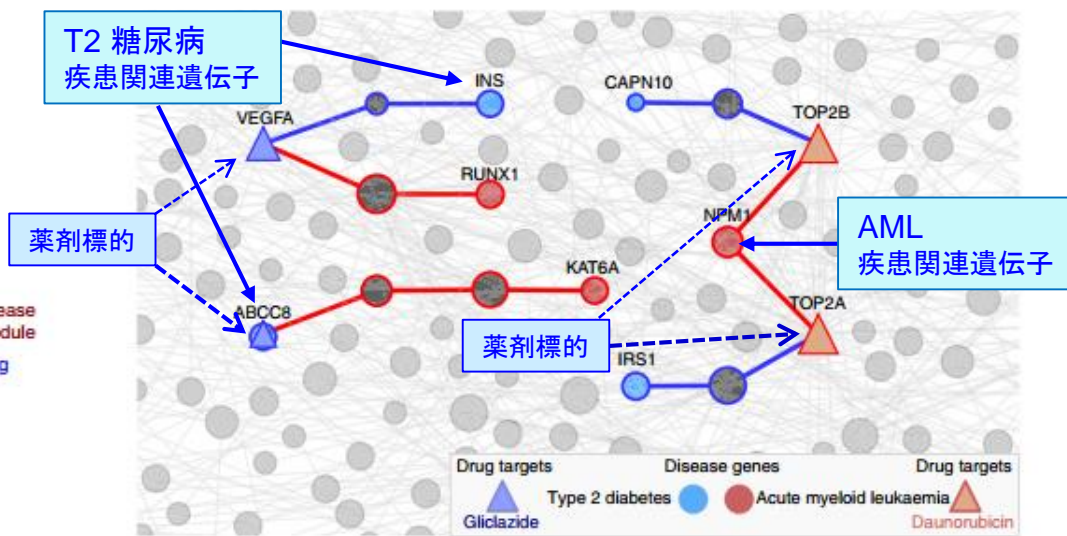 T2 糖尿病
疾患関連遺伝子
INS
CAPN10
VEGFA
TOP2B
RUNX1
NPM1
薬剤標的
AML
疾患関連遺伝子
KAT6A
ABCC8
TOP2A
薬剤標的
IRS1
Drug targets
Disease genes
Drug targets
Type 2 diabetes
Acute myeloid leukaemia
Gliclazide
Daunorubicin